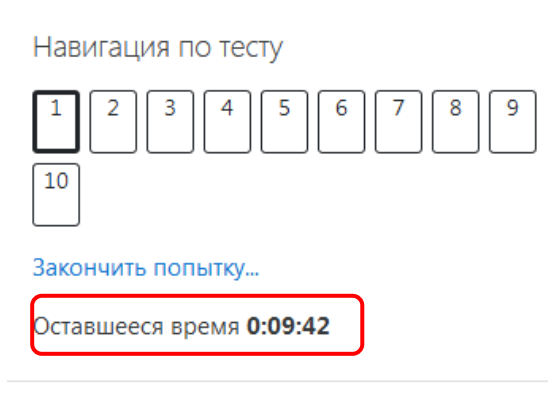 Навигация по тесту
1 2 3 4 5 6 7 8 9
10
Закончить попытку...
Оставшееся время 0:09:42